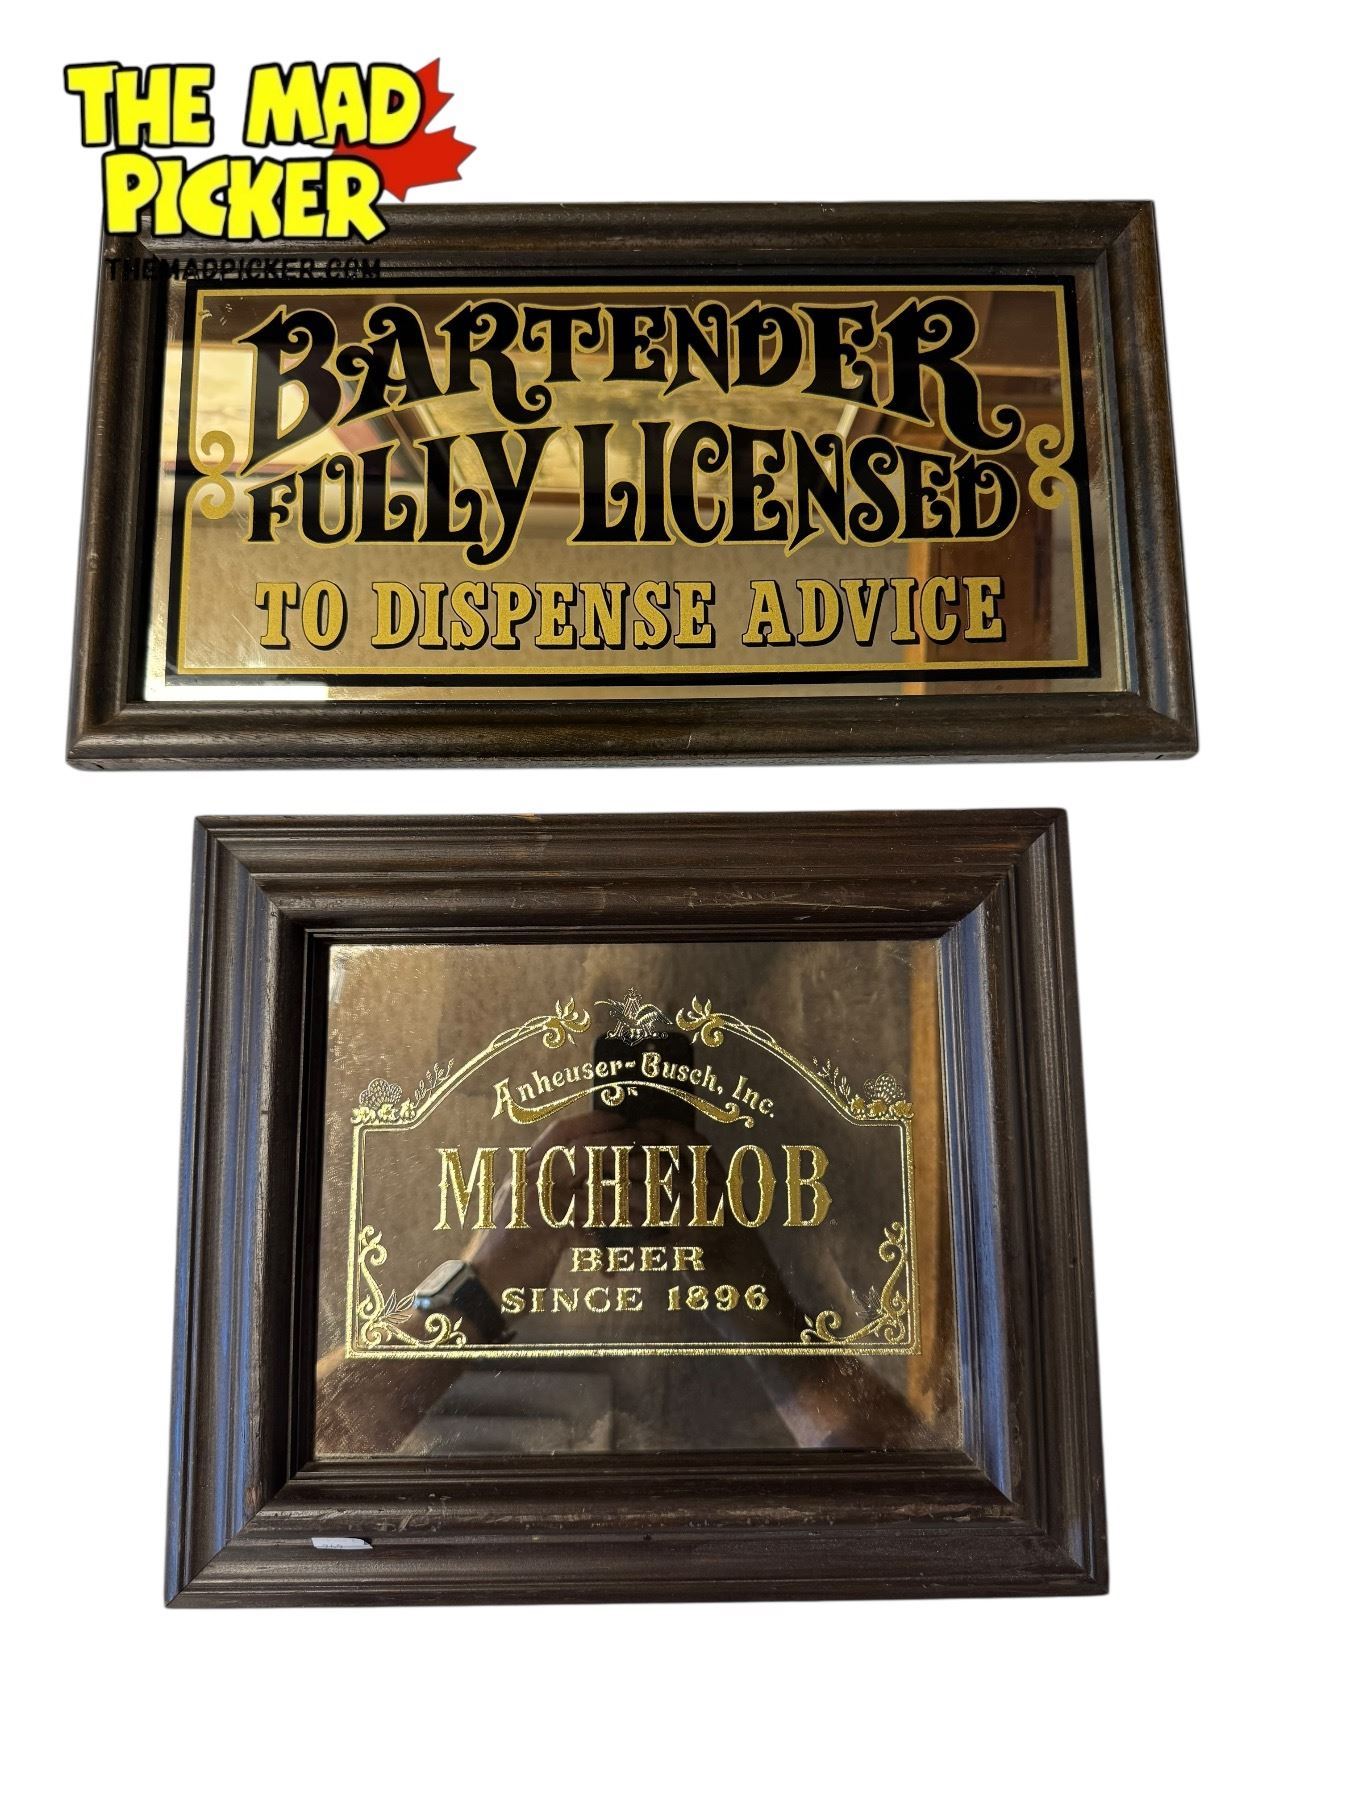 THE MAD
PICKER
THEMADPICKER.COM
BARTENDER
FULLY LICENSED
TO DISPENSE ADVICE
Anheuser-Busch, Inc.
MICHELOB
BEER
SINCE 1896